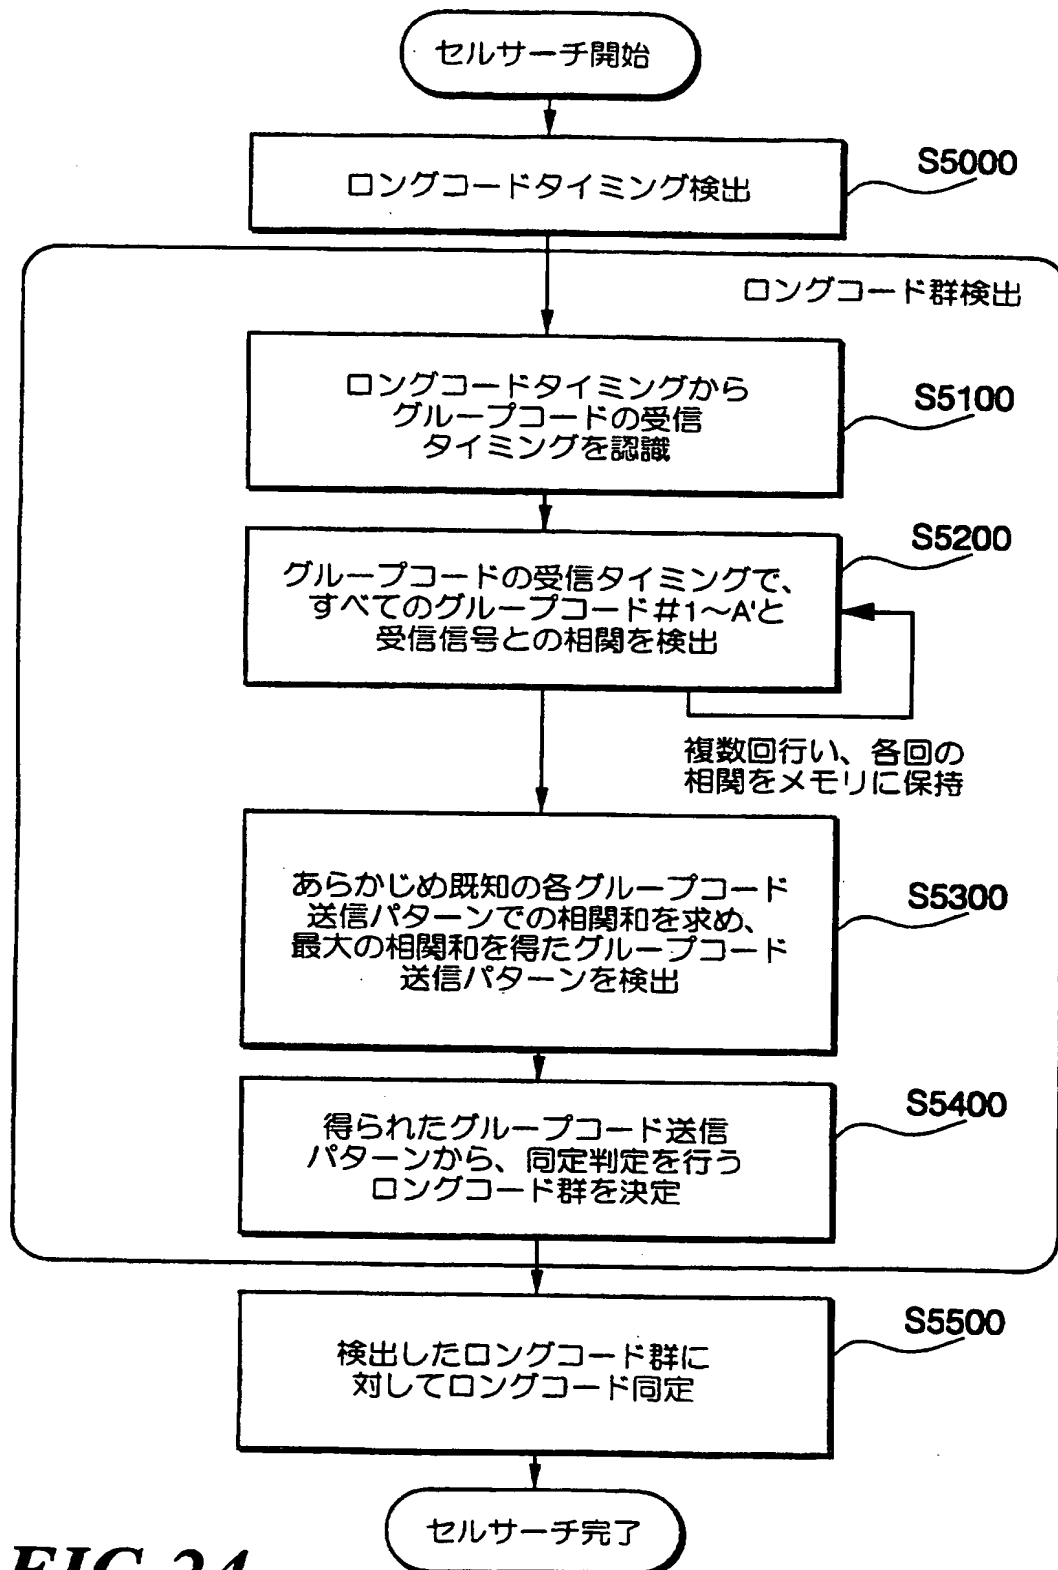 セルサーチ開始
ロングコードタイミング検出
S5000
ロングコード群検出
ロングコードタイミングから
グループコードの受信
タイミングを認識
S5100
グループコードの受信タイミングで、
すべてのグループコード#1〜A'と
受信信号との相関を検出
S5200
複数回行い、各回の
相関をメモリに保持
あらかじめ既知の各グループコード
送信パターンでの相関和を求め、
最大の相関和を得たグループコード
送信パターンを検出
S5300
得られたグループコード送信
パターンから、同定判定を行う
ロングコード群を決定
S5400
検出したロングコード群に
対してロングコード同定
S5500
セルサーチ完了
FIG.24